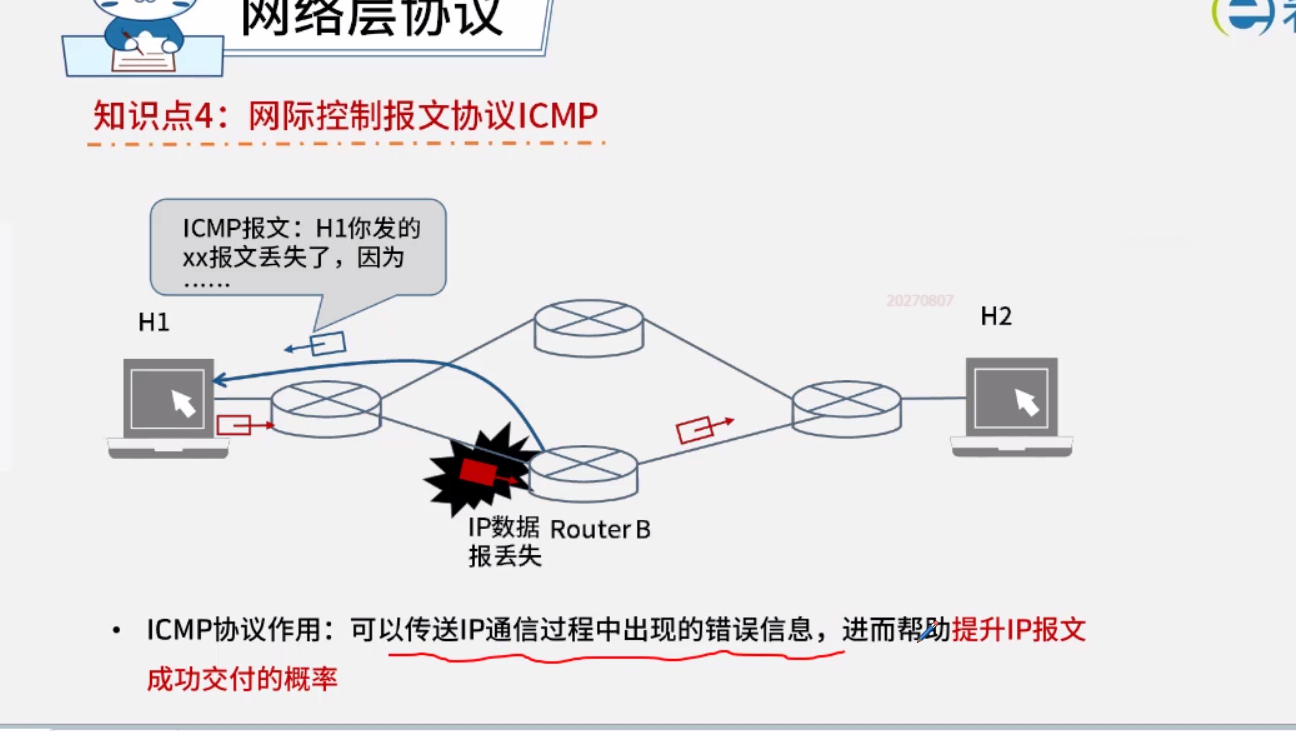 网络层协议
知识点4：网际控制报文协议ICMP
ICMP报文：H1你发的
xx报文丢失了，因为
……
20270807
H1
H2
IP数据
报丢失
Router B
• ICMP协议作用：可以传送IP通信过程中出现的错误信息，进而帮助提升IP报文
成功交付的概率